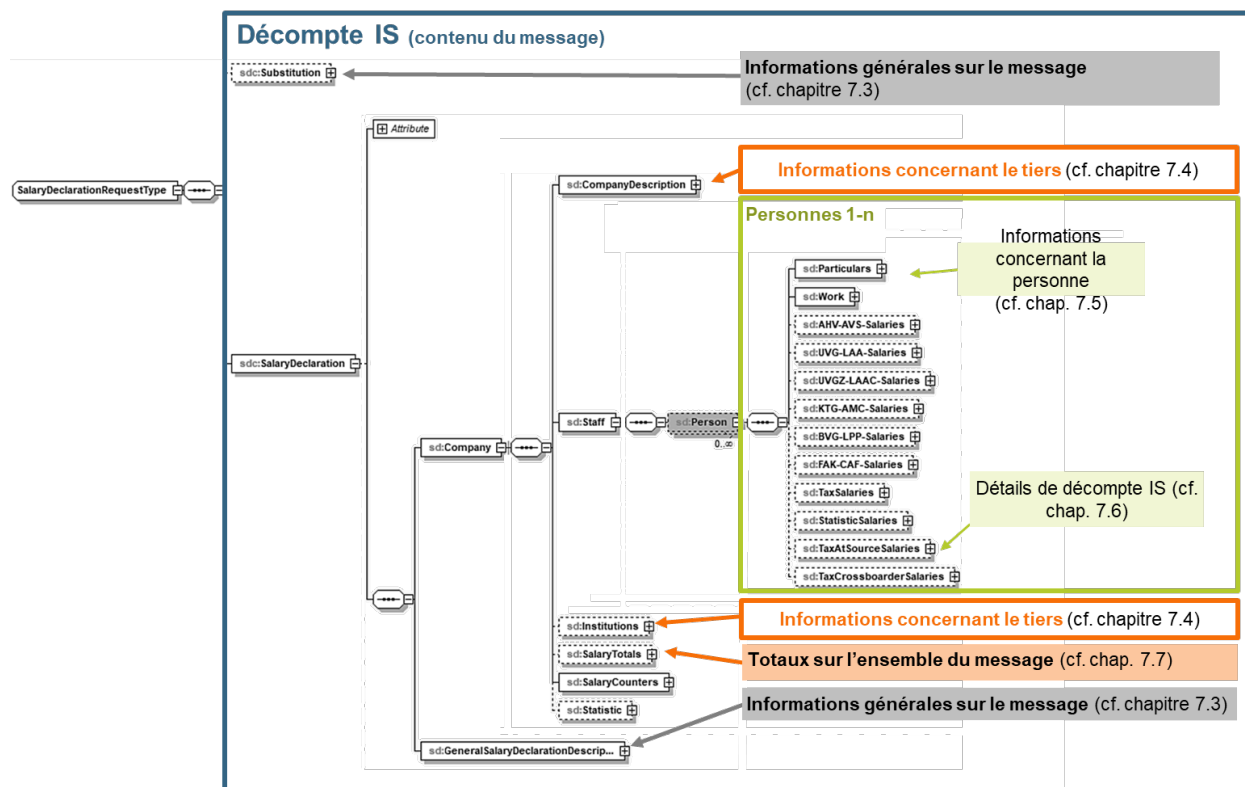 Décompte IS (contenu du message)
sdc:Substitution
Informations générales sur le message
(cf. chapitre 7.3)
Attribute
SalaryDeclarationRequestType
sd:CompanyDescription
Informations concernant le tiers (cf. chapitre 7.4)
Personnes 1-n
Informations
concernant la
personne
(cf. chap. 7.5)
sd:Particulars
sd:Work
sd:AHV-AVS-Salaries
sd:UVG-LAA-Salaries
sdc:SalaryDeclaration
sd:UVGZ-LAAC-Salaries
sd:KTG-AMC-Salaries
sd:Staff
sd:Person
0..∞
sd:BVG-LPP-Salaries
sd:Company
sd:FAK-CAF-Salaries
sd:TaxSalaries
Détails de décompte IS (cf.
chap. 7.6)
sd:StatisticSalaries
sd:TaxAtSourceSalaries
sd:TaxCrossboarderSalaries
sd:Institutions
Informations concernant le tiers (cf. chapitre 7.4)
sd:SalaryTotals
Totaux sur l'ensemble du message (cf. chap. 7.7)
sd:SalaryCounters
sd:Statistic
Informations générales sur le message (cf. chapitre 7.3)
sd:GeneralSalaryDeclarationDescrip...